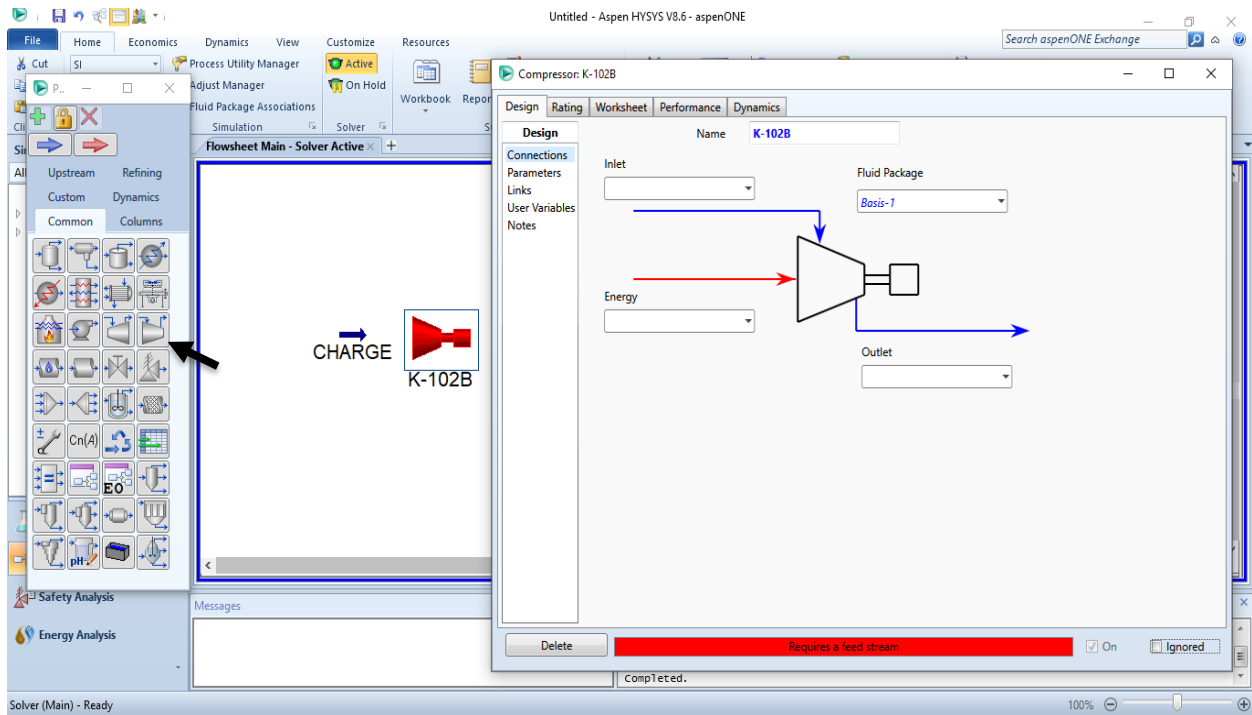 Untitled - Aspen HYSYS V8.6 - aspenONE
File Home Economics Dynamics View Customize Resources
Search aspenONE Exchange
Cut SI Process Utility Manager Active
Adjust Manager On Hold
Fluid Package Associations Workbook
Simulation Solver
P..
Upstream Refining
Custom Dynamics
Common Columns
Cn(A)
EO
pH
Flowsheet Main - Solver Active
CHARGE
K-102B
Compressor: K-102B
Design Rating Worksheet Performance Dynamics
Design
Connections
Parameters
Links
User Variables
Notes
Name K-102B
Inlet
Fluid Package
Basis-1
Energy
Outlet
Delete Requires a feed stream On Ignored
Safety Analysis
Energy Analysis
Messages
Completed.
Solver (Main) - Ready
100%